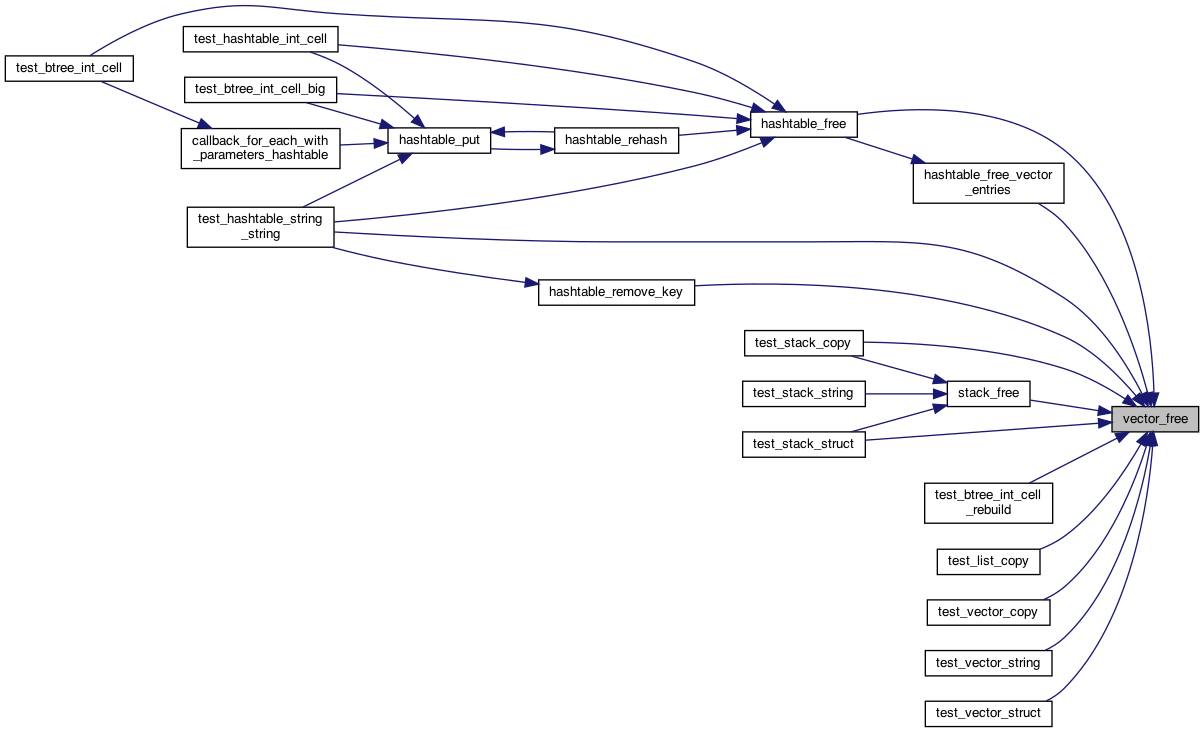 test_hashtable_int_cell
test_btree_int_cell
test_btree_int_cell_big
hashtable_free
callback_for_each_with
_parameters_hashtable
hashtable_put
hashtable_rehash
hashtable_free_vector
_entries
test_hashtable_string
_string
hashtable_remove_key
test_stack_copy
test_stack_string
stack_free
vector_free
test_stack_struct
test_btree_int_cell
_rebuild
test_list_copy
test_vector_copy
test_vector_string
test_vector_struct